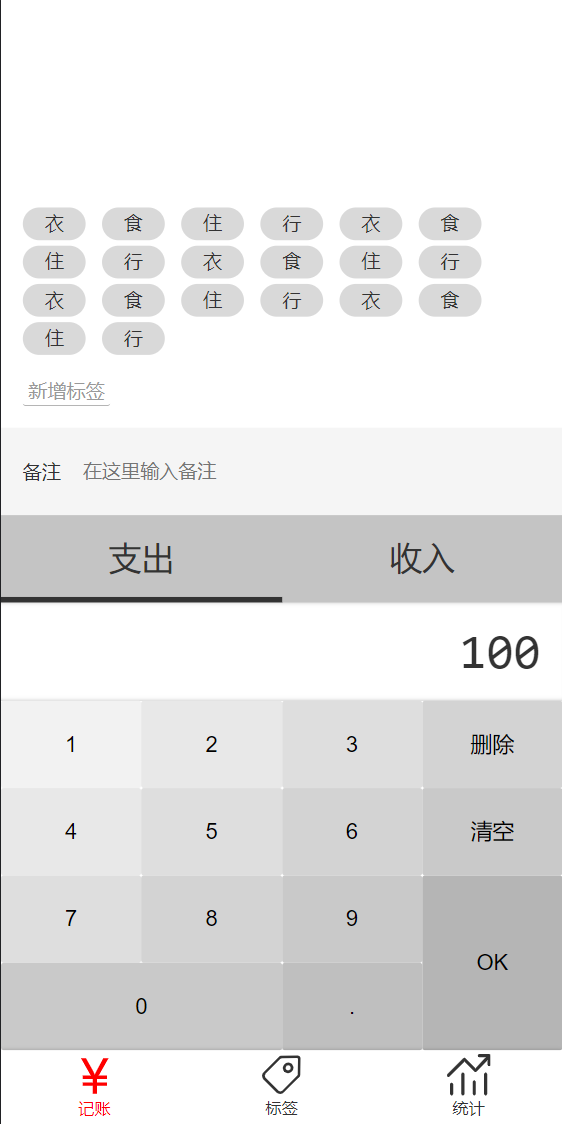 衣 食 住 行 衣 食
住 行 衣 食 住 行
衣 食 住 行 衣 食
住 行
新增标签
备注 在这里输入备注
支出 收入
100
1 2 3 删除
4 5 6 清空
7 8 9
OK
0 .
¥
记账 标签 统计